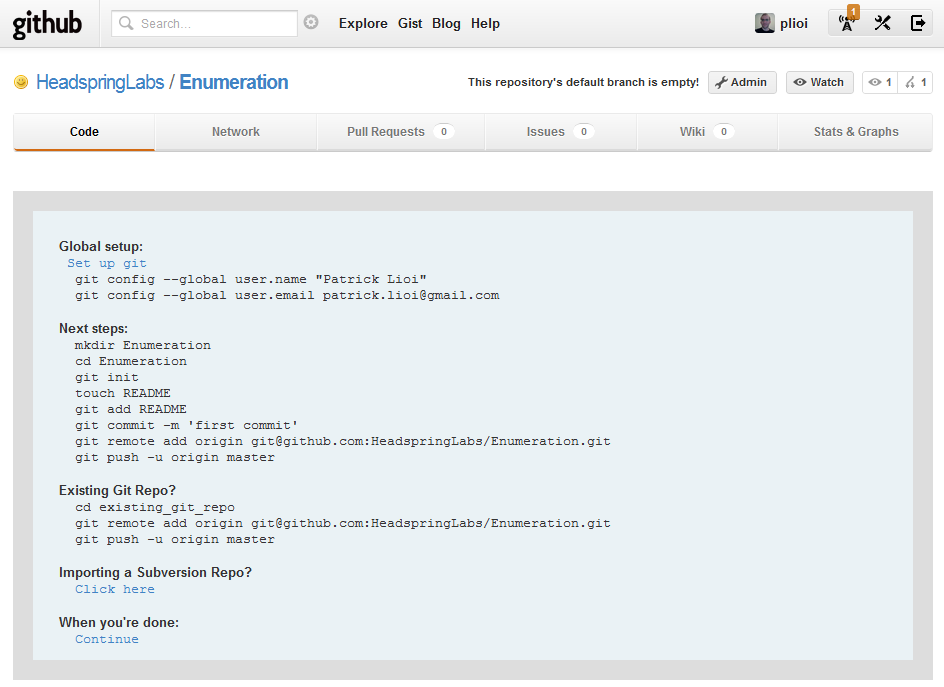 github Search... Explore Gist Blog Help plioi 1
HeadspringLabs / Enumeration This repository's default branch is empty! Admin Watch 1 1
Code Network Pull Requests 0 Issues 0 Wiki 0 Stats & Graphs
Global setup:
Set up git
git config --global user.name "Patrick Lioi"
git config --global user.email patrick.lioi@gmail.com
Next steps:
mkdir Enumeration
cd Enumeration
git init
touch README
git add README
git commit -m 'first commit'
git remote add origin git@github.com:HeadspringLabs/Enumeration.git
git push -u origin master
Existing Git Repo?
cd existing_git_repo
git remote add origin git@github.com:HeadspringLabs/Enumeration.git
git push -u origin master
Importing a Subversion Repo?
Click here
When you're done:
Continue